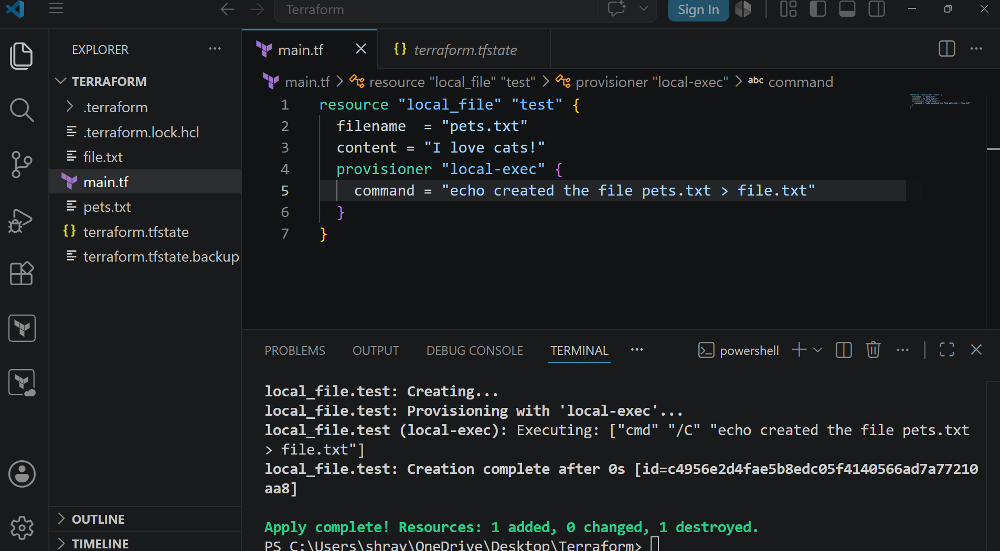 Terraform
Sign In
EXPLORER
TERRAFORM
.terraform
.terraform.lock.hcl
file.txt
main.tf
pets.txt
terraform.tfstate
terraform.tfstate.backup
OUTLINE
TIMELINE
main.tf
terraform.tfstate
main.tf > resource "local_file" "test" > provisioner "local-exec" > abc command
1 resource "local_file" "test" {
2   filename  = "pets.txt"
3   content = "I love cats!"
4   provisioner "local-exec" {
5     command = "echo created the file pets.txt > file.txt"
6   }
7 }
PROBLEMS OUTPUT DEBUG CONSOLE TERMINAL
powershell
local_file.test: Creating...
local_file.test: Provisioning with 'local-exec'...
local_file.test (local-exec): Executing: ["cmd" "/C" "echo created the file pets.txt
> file.txt"]
local_file.test: Creation complete after 0s [id=c4956e2d4fae5b8edc05f4140566ad7a77210
aa8]
Apply complete! Resources: 1 added, 0 changed, 1 destroyed.
PS C:\Users\shrav\OneDrive\Desktop\Terraform>